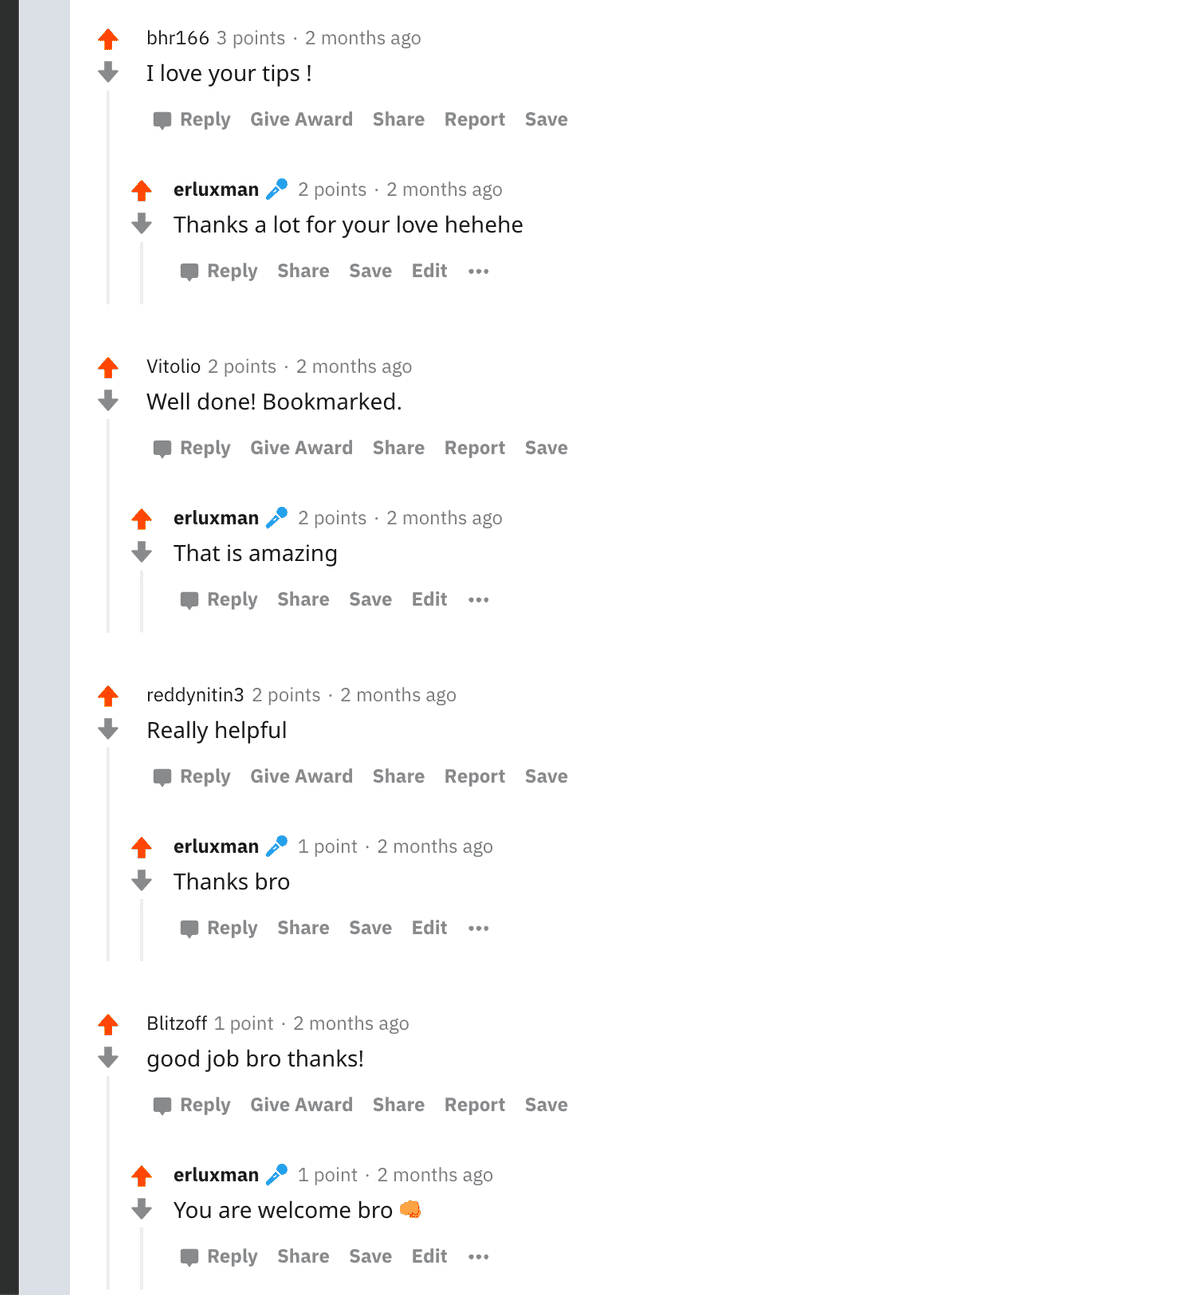 bhr166 3 points · 2 months ago
I love your tips !
Reply Give Award Share Report Save
erluxman 2 points · 2 months ago
Thanks a lot for your love hehehe
Reply Share Save Edit •••
Vitolio 2 points · 2 months ago
Well done! Bookmarked.
Reply Give Award Share Report Save
erluxman 2 points · 2 months ago
That is amazing
Reply Share Save Edit •••
reddynitin3 2 points · 2 months ago
Really helpful
Reply Give Award Share Report Save
erluxman 1 point · 2 months ago
Thanks bro
Reply Share Save Edit •••
Blitzoff 1 point · 2 months ago
good job bro thanks!
Reply Give Award Share Report Save
erluxman 1 point · 2 months ago
You are welcome bro 👊
Reply Share Save Edit •••